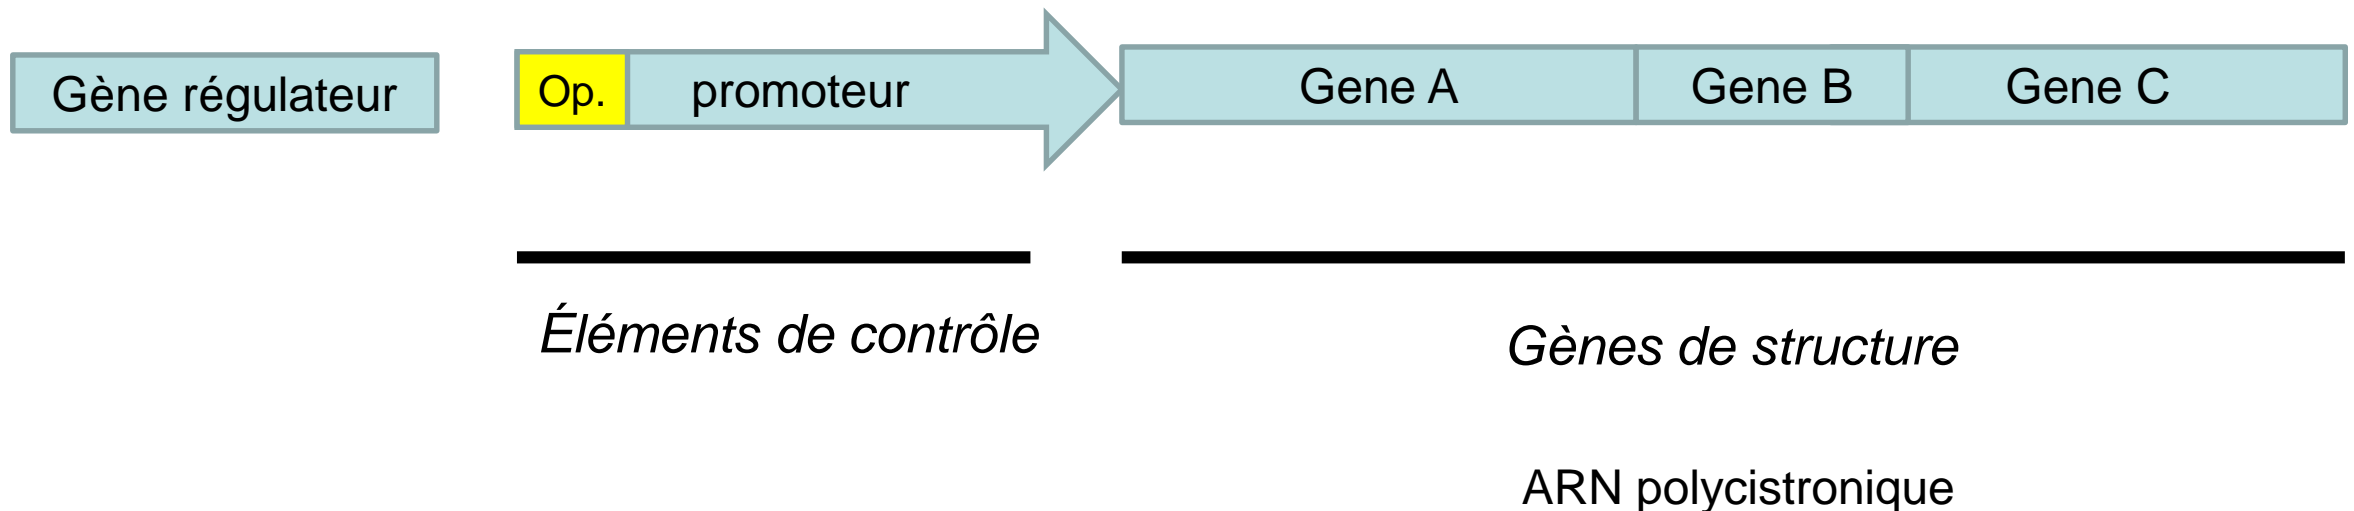 Gène régulateur
Op.
promoteur
Gene A
Gene B
Gene C
Éléments de contrôle
Gènes de structure
ARN polycistronique